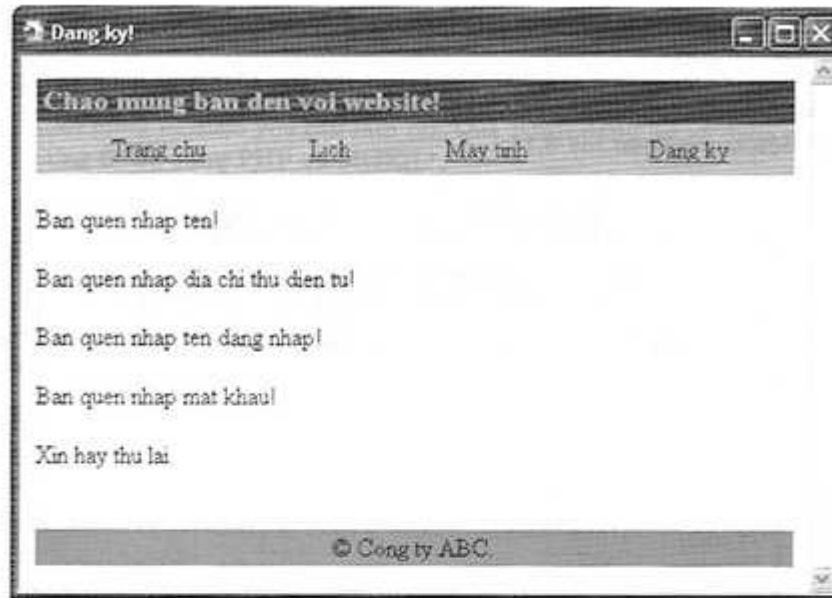 Dang ky!
Chao mung ban den voi website!
Trang chu Lich May tinh Dang ky
Ban quen nhap ten!
Ban quen nhap dia chi thu dien tu!
Ban quen nhap ten dang nhap!
Ban quen nhap mat khau!
Xin hay thu lai
© Cong ty ABC.